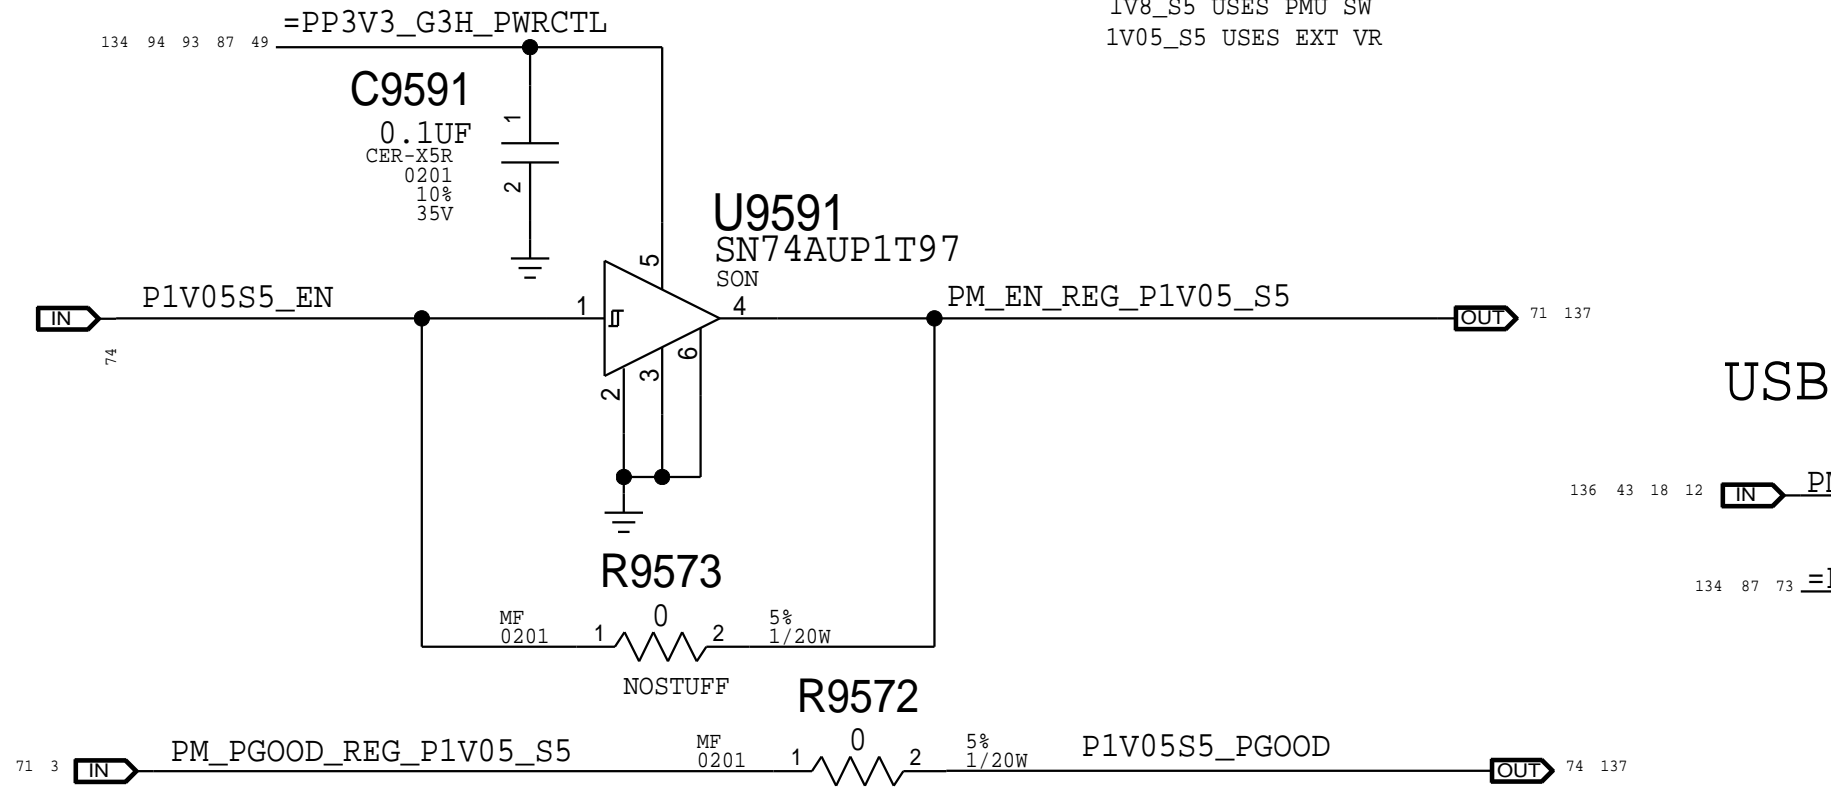 =PP3V3_G3H_PWRCTL
134 94 93 87 49
1V8_S5 USES PMU SW
1V05_S5 USES EXT VR
C9591
0.1UF
CER-X5R
0201
10%
35V
1
2
U9591
SN74AUP1T97
SON
5
IN
P1V05S5_EN
74
1
4
PM_EN_REG_P1V05_S5
OUT
71 137
2
3
6
USB
136 43 18 12
IN
134 87 73
R9573
0
MF
0201
1
2
5%
1/20W
NOSTUFF
R9572
0
71 3
IN
PM_PGOOD_REG_P1V05_S5
MF
0201
1
2
5%
1/20W
P1V05S5_PGOOD
OUT
74 137